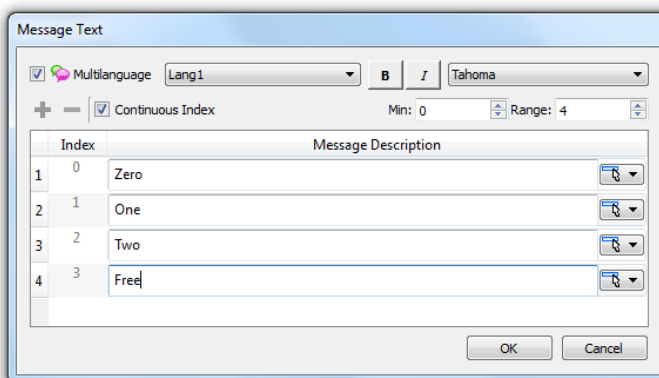 Message Text
Multilanguage Lang1 B I Tahoma
Continuous Index Min: 0 Range: 4
Index Message Description
1 0 Zero
2 1 One
3 2 Two
4 3 Free
OK Cancel